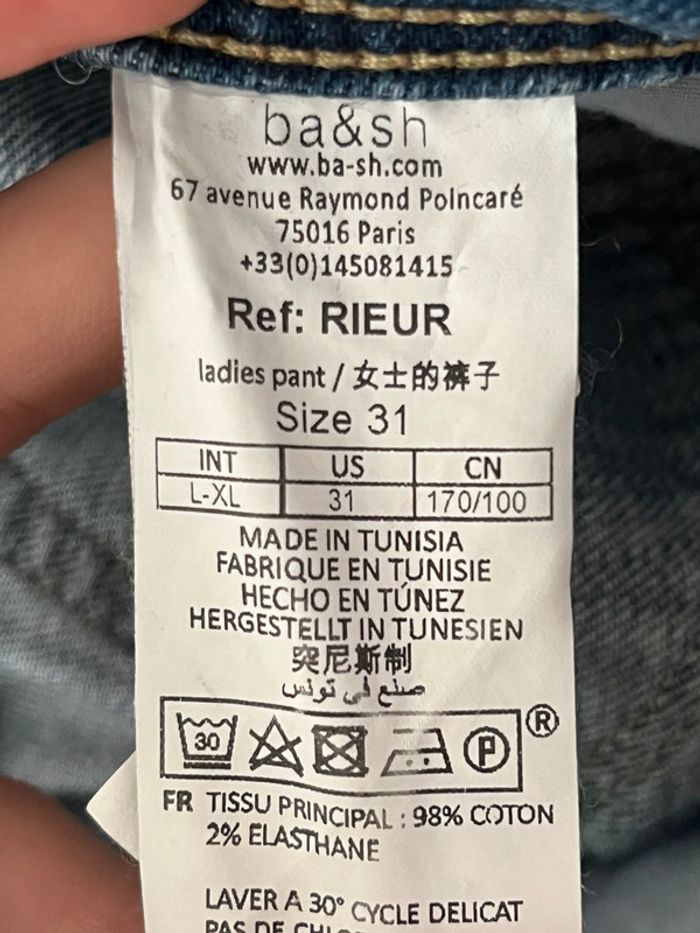 ba&sh
www.ba-sh.com
67 avenue Raymond Poincaré
75016 Paris
+33(0)145081415
Ref: RIEUR
ladies pant / 女士的裤子
Size 31
INT US CN
L-XL 31 170/100
MADE IN TUNISIA
FABRIQUE EN TUNISIE
HECHO EN TÚNEZ
HERGESTELLT IN TUNESIEN
突尼斯制
صنع في تونس
30 P ®
FR TISSU PRINCIPAL : 98% COTON
2% ELASTHANE
LAVER A 30° CYCLE DELICAT
PAS DE